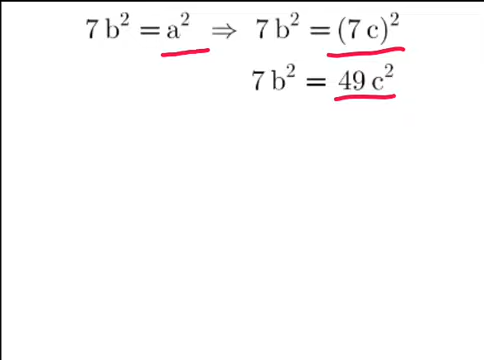 7 b² = a² ⇒ 7 b² = (7 c)²
7 b² = 49 c²